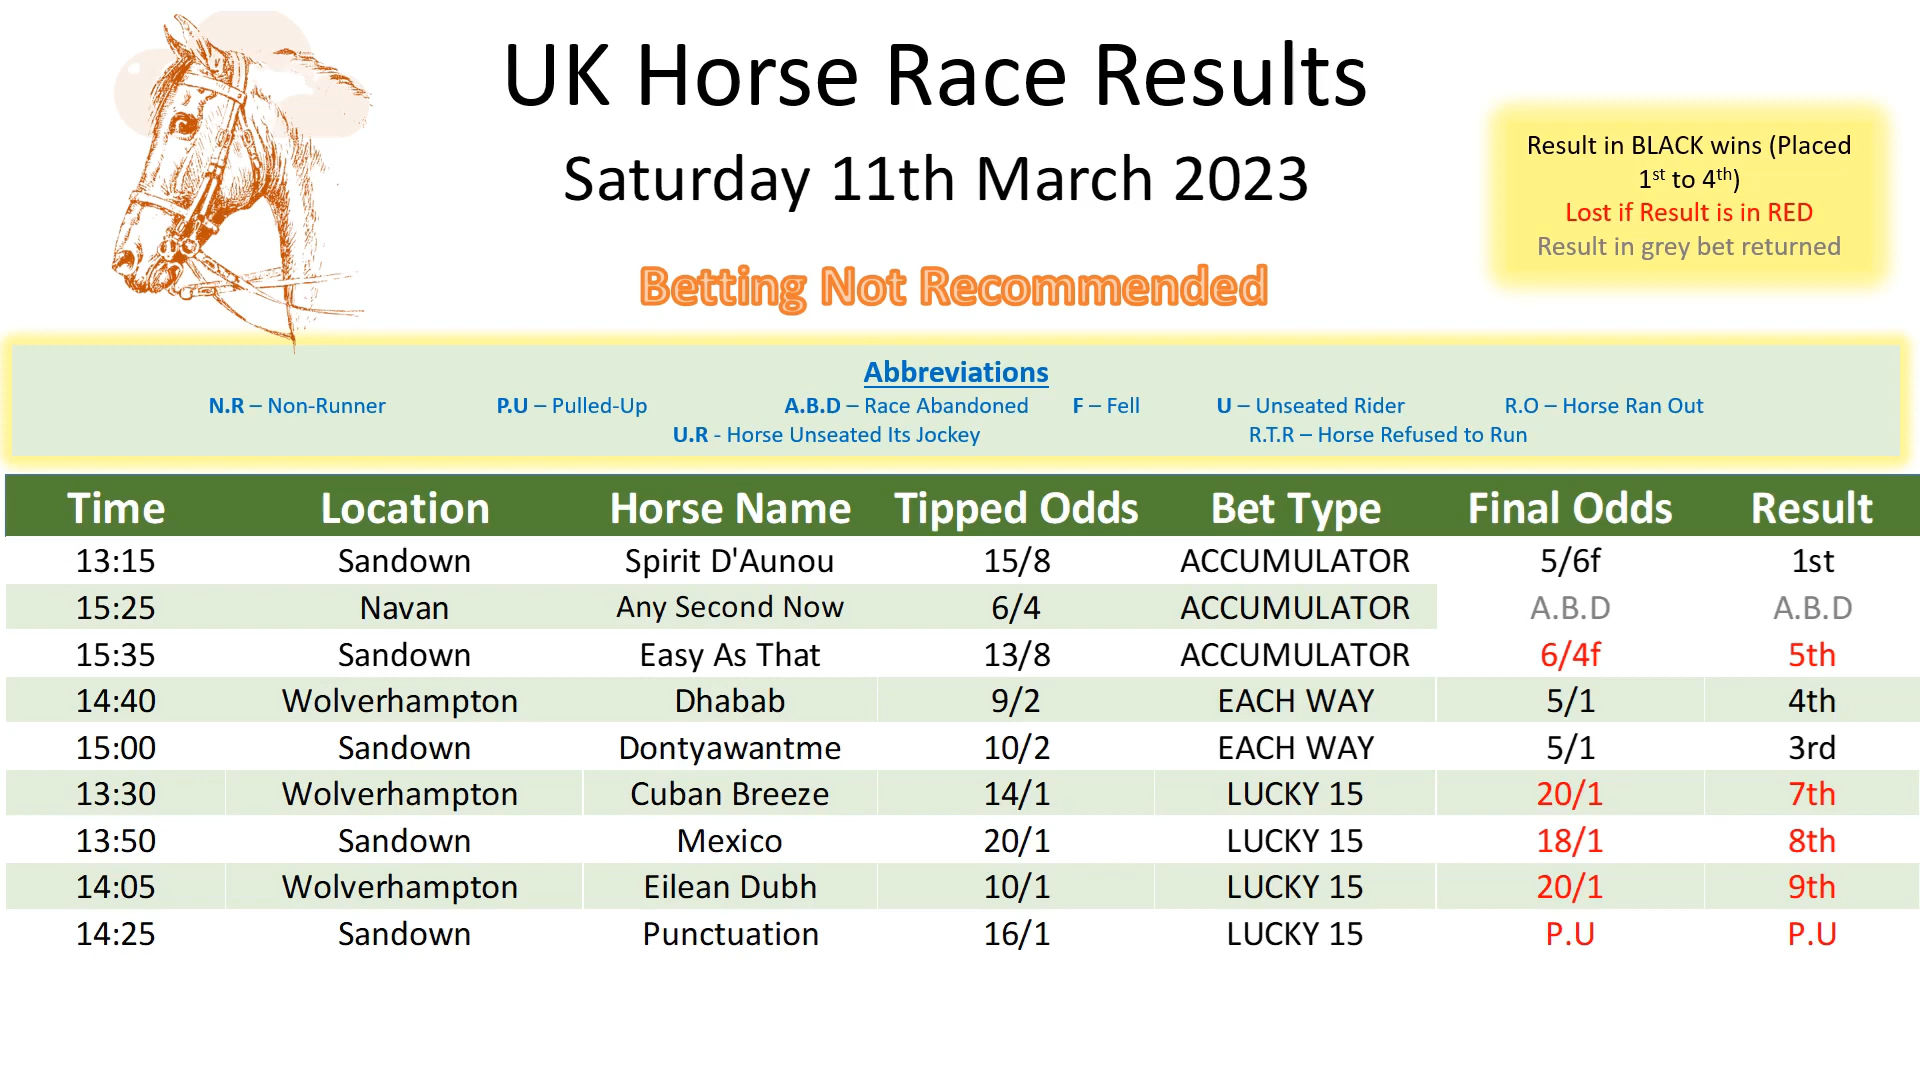 UK Horse Race Results
Saturday 11th March 2023
Betting Not Recommended
Result in BLACK wins (Placed
1st to 4th)
Lost if Result is in RED
Result in grey bet returned
Abbreviations
N.R – Non-Runner P.U – Pulled-Up A.B.D – Race Abandoned F – Fell U – Unseated Rider R.O – Horse Ran Out
U.R - Horse Unseated Its Jockey R.T.R – Horse Refused to Run
Time Location Horse Name Tipped Odds Bet Type Final Odds Result
13:15 Sandown Spirit D'Aunou 15/8 ACCUMULATOR 5/6f 1st
15:25 Navan Any Second Now 6/4 ACCUMULATOR A.B.D A.B.D
15:35 Sandown Easy As That 13/8 ACCUMULATOR 6/4f 5th
14:40 Wolverhampton Dhabab 9/2 EACH WAY 5/1 4th
15:00 Sandown Dontyawantme 10/2 EACH WAY 5/1 3rd
13:30 Wolverhampton Cuban Breeze 14/1 LUCKY 15 20/1 7th
13:50 Sandown Mexico 20/1 LUCKY 15 18/1 8th
14:05 Wolverhampton Eilean Dubh 10/1 LUCKY 15 20/1 9th
14:25 Sandown Punctuation 16/1 LUCKY 15 P.U P.U